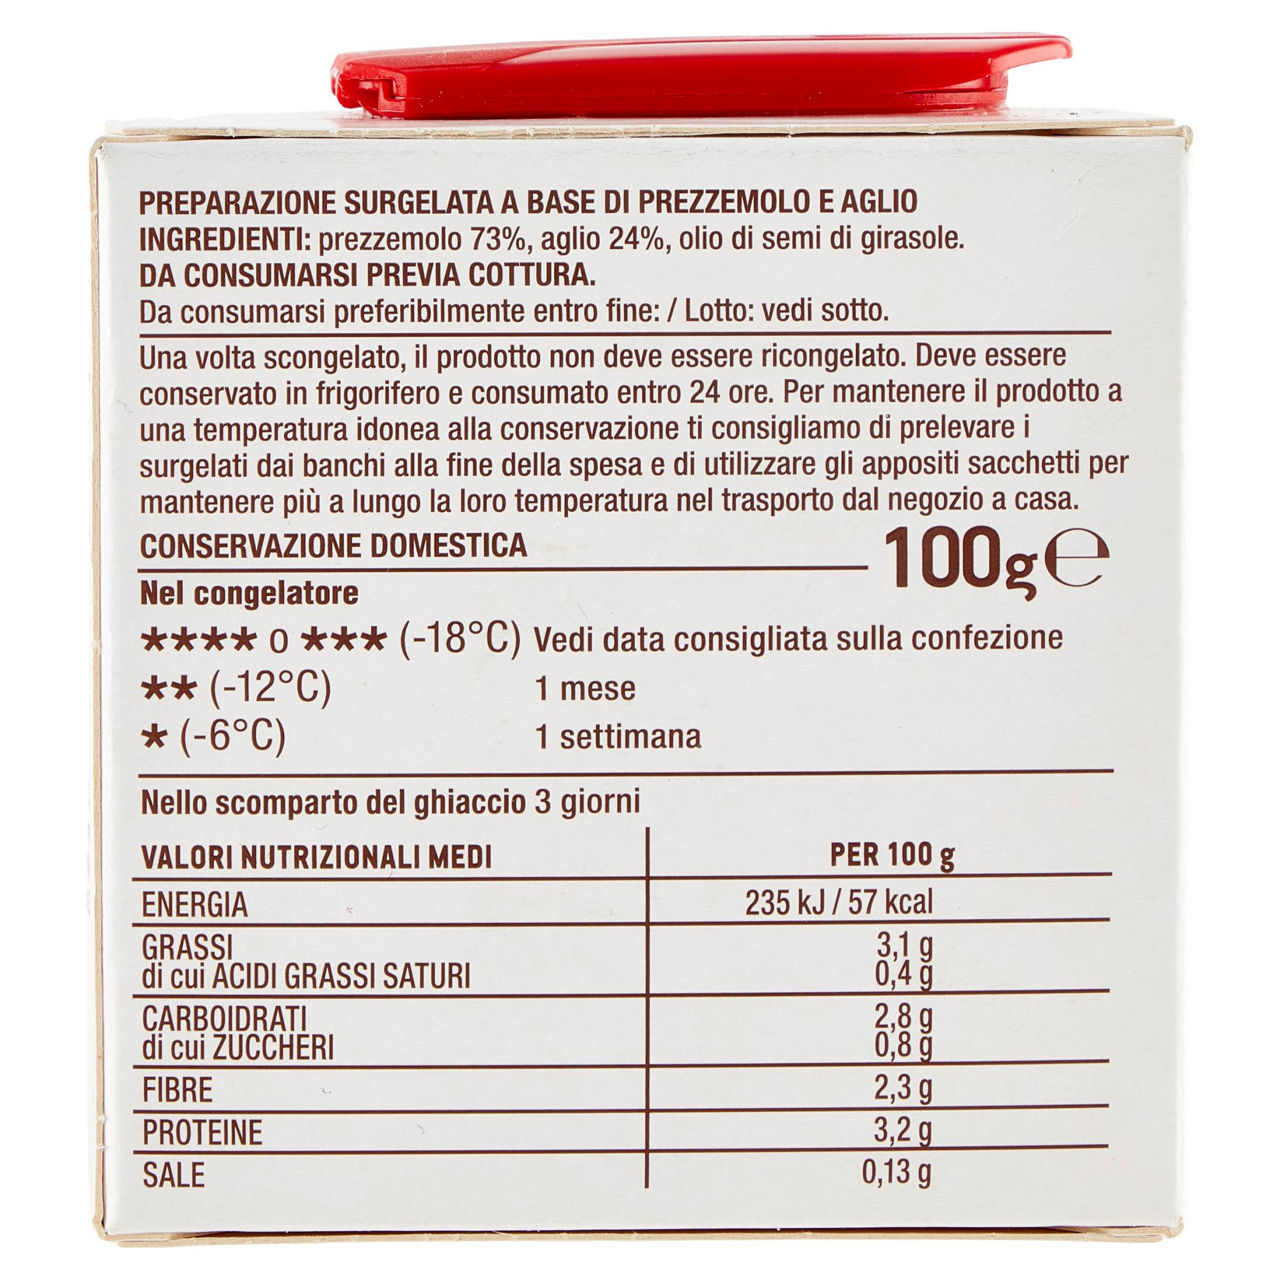 PREPARAZIONE SURGELATA A BASE DI PREZZEMOLO E AGLIO
INGREDIENTI: prezzemolo 73%, aglio 24%, olio di semi di girasole.
DA CONSUMARSI PREVIA COTTURA.
Da consumarsi preferibilmente entro fine: / Lotto: vedi sotto.
Una volta scongelato, il prodotto non deve essere ricongelato. Deve essere
conservato in frigorifero e consumato entro 24 ore. Per mantenere il prodotto a
una temperatura idonea alla conservazione ti consigliamo di prelevare i
surgelati dai banchi alla fine della spesa e di utilizzare gli appositi sacchetti per
mantenere più a lungo la loro temperatura nel trasporto dal negozio a casa.
CONSERVAZIONE DOMESTICA
100g℮
Nel congelatore
**** o *** (-18°C) Vedi data consigliata sulla confezione
** (-12°C) 1 mese
* (-6°C) 1 settimana
Nello scomparto del ghiaccio 3 giorni
VALORI NUTRIZIONALI MEDI PER 100 g
ENERGIA 235 kJ / 57 kcal
GRASSI 3,1 g
di cui ACIDI GRASSI SATURI 0,4 g
CARBOIDRATI 2,8 g
di cui ZUCCHERI 0,8 g
FIBRE 2,3 g
PROTEINE 3,2 g
SALE 0,13 g